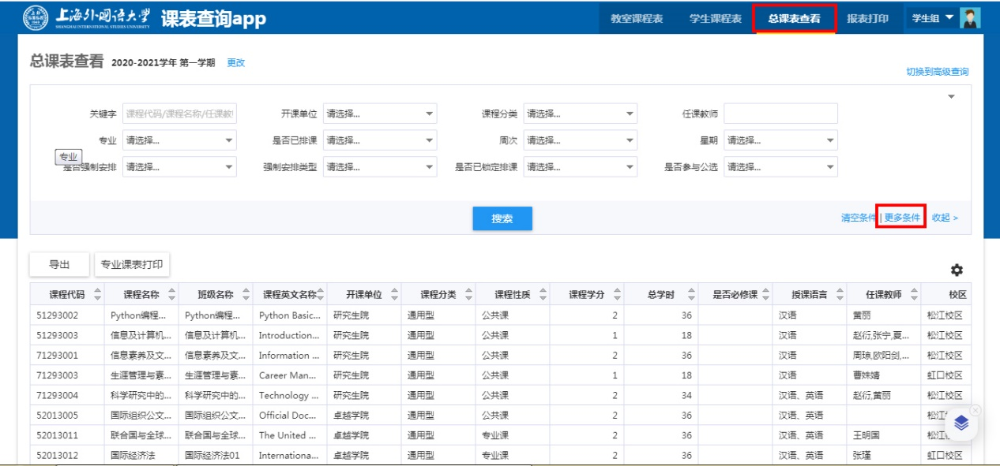 上海外国语大学 SHANGHAI INTERNATIONAL STUDIES UNIVERSITY 课表查询app 教室课程表 学生课程表 总课表查看 报表打印 学生组
总课表查看 2020-2021学年 第一学期 更改
切换到高级查询
关键字 课程代码/课程名称/任课教 开课单位 请选择... 课程分类 请选择... 任课教师
专业 请选择... 是否已排课 请选择... 周次 请选择... 星期 请选择...
专业
是否强制安排 请选择... 强制安排类型 请选择... 是否已锁定排课 请选择... 是否参与公选 请选择...
搜索 清空条件 | 更多条件 收起 >
导出 专业课表打印
课程代码 课程名称 班级名称 课程英文名称 开课单位 课程分类 课程性质 课程学分 总学时 是否必修课 授课语言 任课教师 校区
51293002 Python编程... Python编程... Python Basic... 研究生院 通用型 公共课 2 36 汉语 黄丽 松江校区
51293003 信息及计算机... 信息及计算机... Introduction... 研究生院 通用型 公共课 1 18 汉语 赵衍,张宁,夏... 松江校区
71293001 信息素养及文... 信息素养及文... Information ... 研究生院 通用型 公共课 2 36 汉语 周琼,欧阳剑,... 松江校区
71293003 生涯管理与素... 生涯管理与素... Career Man... 研究生院 通用型 公共课 1 18 汉语 曹姝婧 虹口校区
71293004 科学研究中的... 科学研究中的... Technology ... 研究生院 通用型 公共课 2 34 汉语、英语 赵衍,黄丽 松江校区
52013005 国际组织公文... 国际组织公文... Official Doc... 卓越学院 通用型 公共课 2 36 汉语、英语 松江
52013011 联合国与全球... 联合国与全球... The United ... 卓越学院 通用型 专业课 2 36 汉语、英语 王明国 松江
52013012 国际经济法 国际经济法01 Internationa... 卓越学院 通用型 专业课 2 36 汉语、英语 张瑾 虹口校区